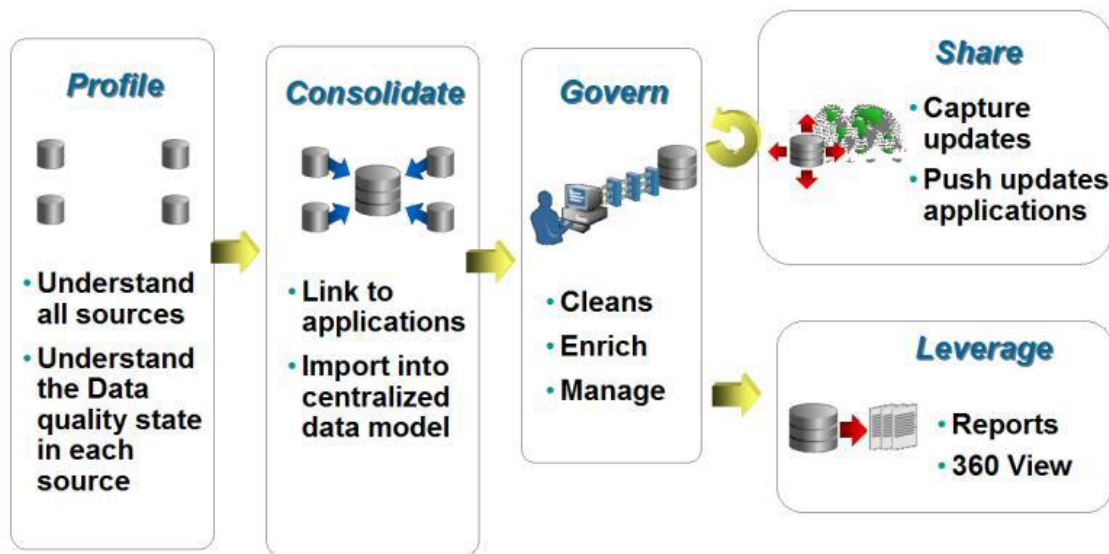 Profile
• Understand
all sources
• Understand
the Data
quality state
in each
source
Consolidate
• Link to
applications
• Import into
centralized
data model
Govern
• Cleans
• Enrich
• Manage
Share
• Capture
updates
• Push updates
applications
Leverage
• Reports
• 360 View